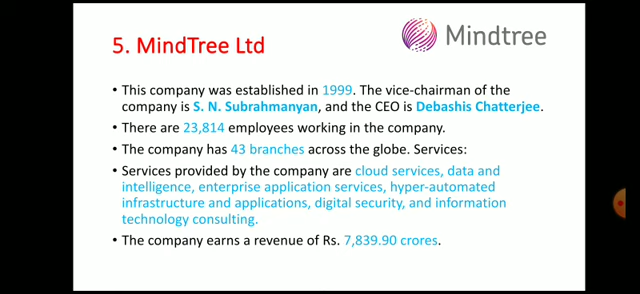 5. MindTree Ltd
Mindtree
• This company was established in 1999. The vice-chairman of the
company is S. N. Subrahmanyan, and the CEO is Debashis Chatterjee.
• There are 23,814 employees working in the company.
• The company has 43 branches across the globe. Services:
• Services provided by the company are cloud services, data and
intelligence, enterprise application services, hyper-automated
infrastructure and applications, digital security, and information
technology consulting.
• The company earns a revenue of Rs. 7,839.90 crores.